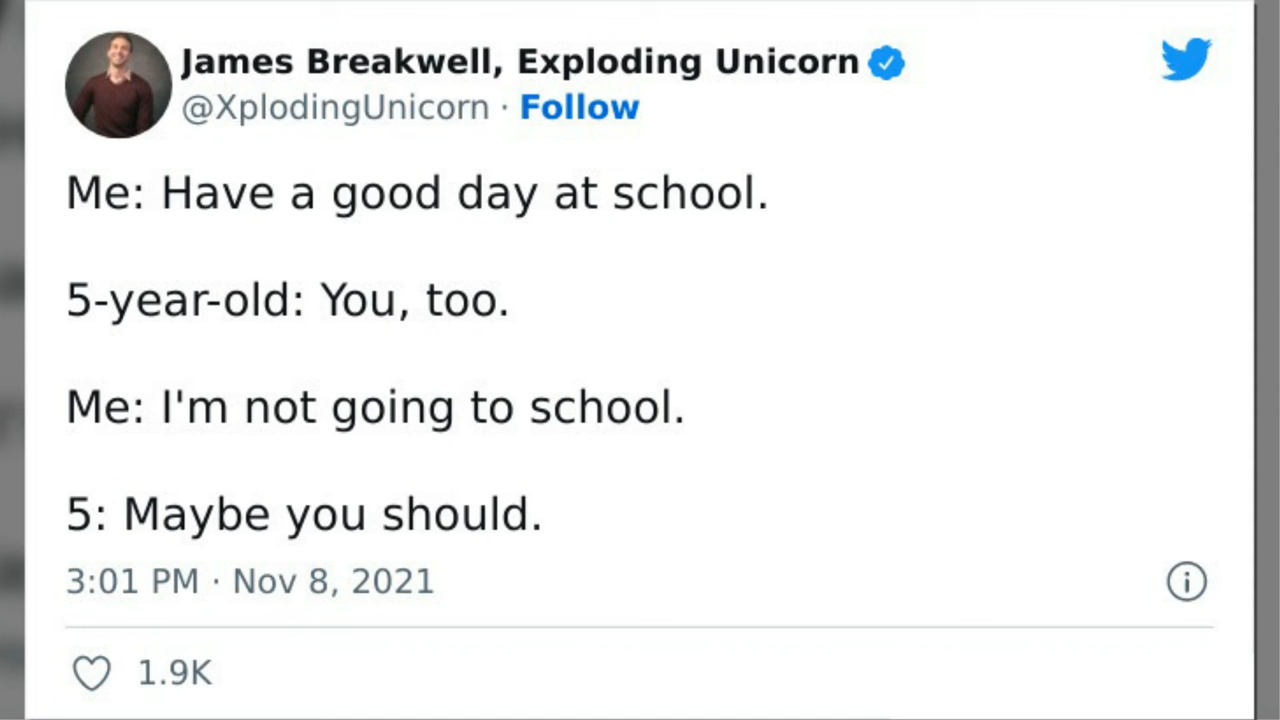 James Breakwell, Exploding Unicorn
@XplodingUnicorn · Follow
Me: Have a good day at school.
5-year-old: You, too.
Me: I'm not going to school.
5: Maybe you should.
3:01 PM · Nov 8, 2021
1.9K